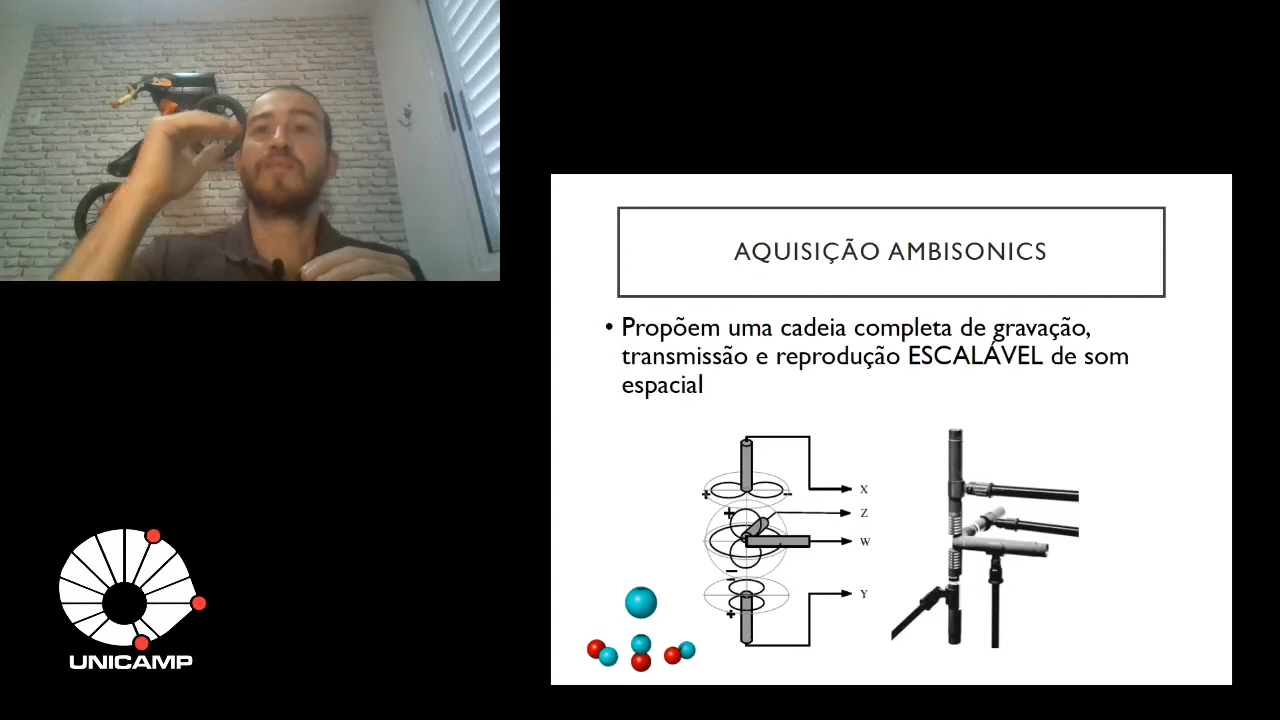 AQUISIÇÃO AMBISONICS
• Propõem uma cadeia completa de gravação,
transmissão e reprodução ESCALÁVEL de som
espacial
+
−
X
+
Z
W
−
−
Y
+
UNICAMP